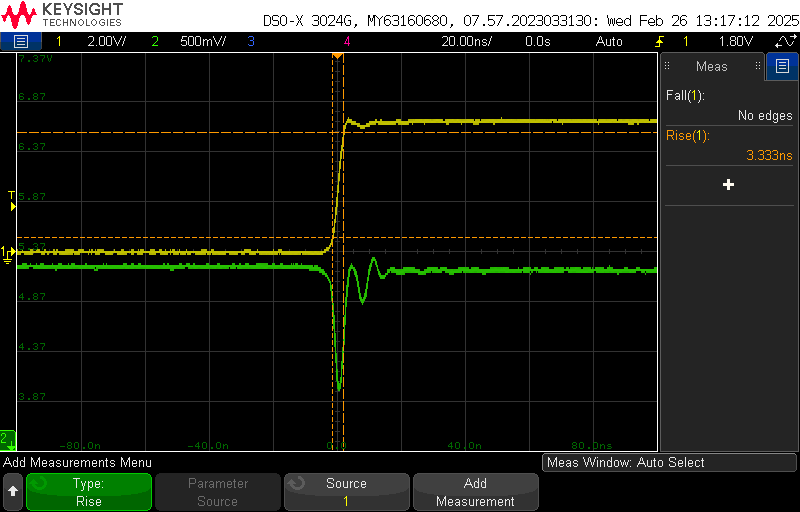 KEYSIGHT
TECHNOLOGIES
DSO-X 3024G, MY63160680, 07.57.2023033130: Wed Feb 26 13:17:12 2025
1 2.00V/ 2 500mV/ 3 4 20.00ns/ 0.0s Auto 1 1.80V
7.37V
6.87
6.37
5.87
5.37
4.87
4.37
3.87
-80.0n -40.0n 0.0 40.0n 80.0ns
T
1
2
Meas
Fall(1):
No edges
Rise(1):
3.333ns
Add Measurements Menu
Meas Window: Auto Select
Type:
Rise
Parameter
Source
Source
1
Add
Measurement